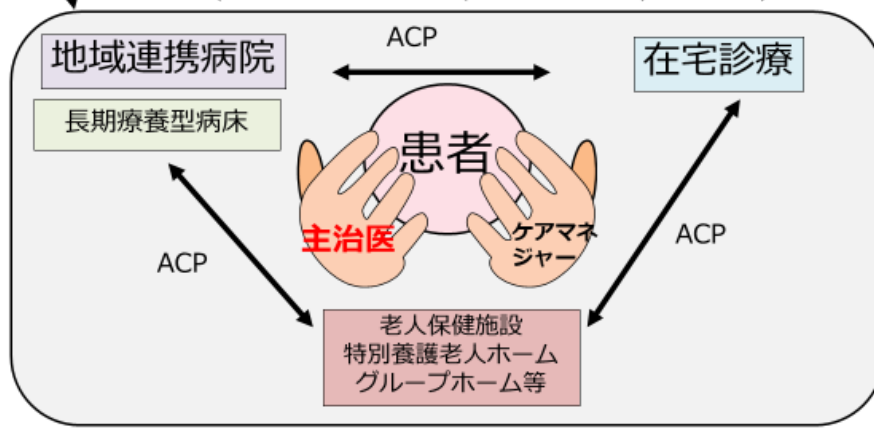 ACP
地域連携病院
在宅診療
長期療養型病床
患者
主治医
ケアマネ
ジャー
ACP
ACP
老人保健施設
特別養護老人ホーム
グループホーム等